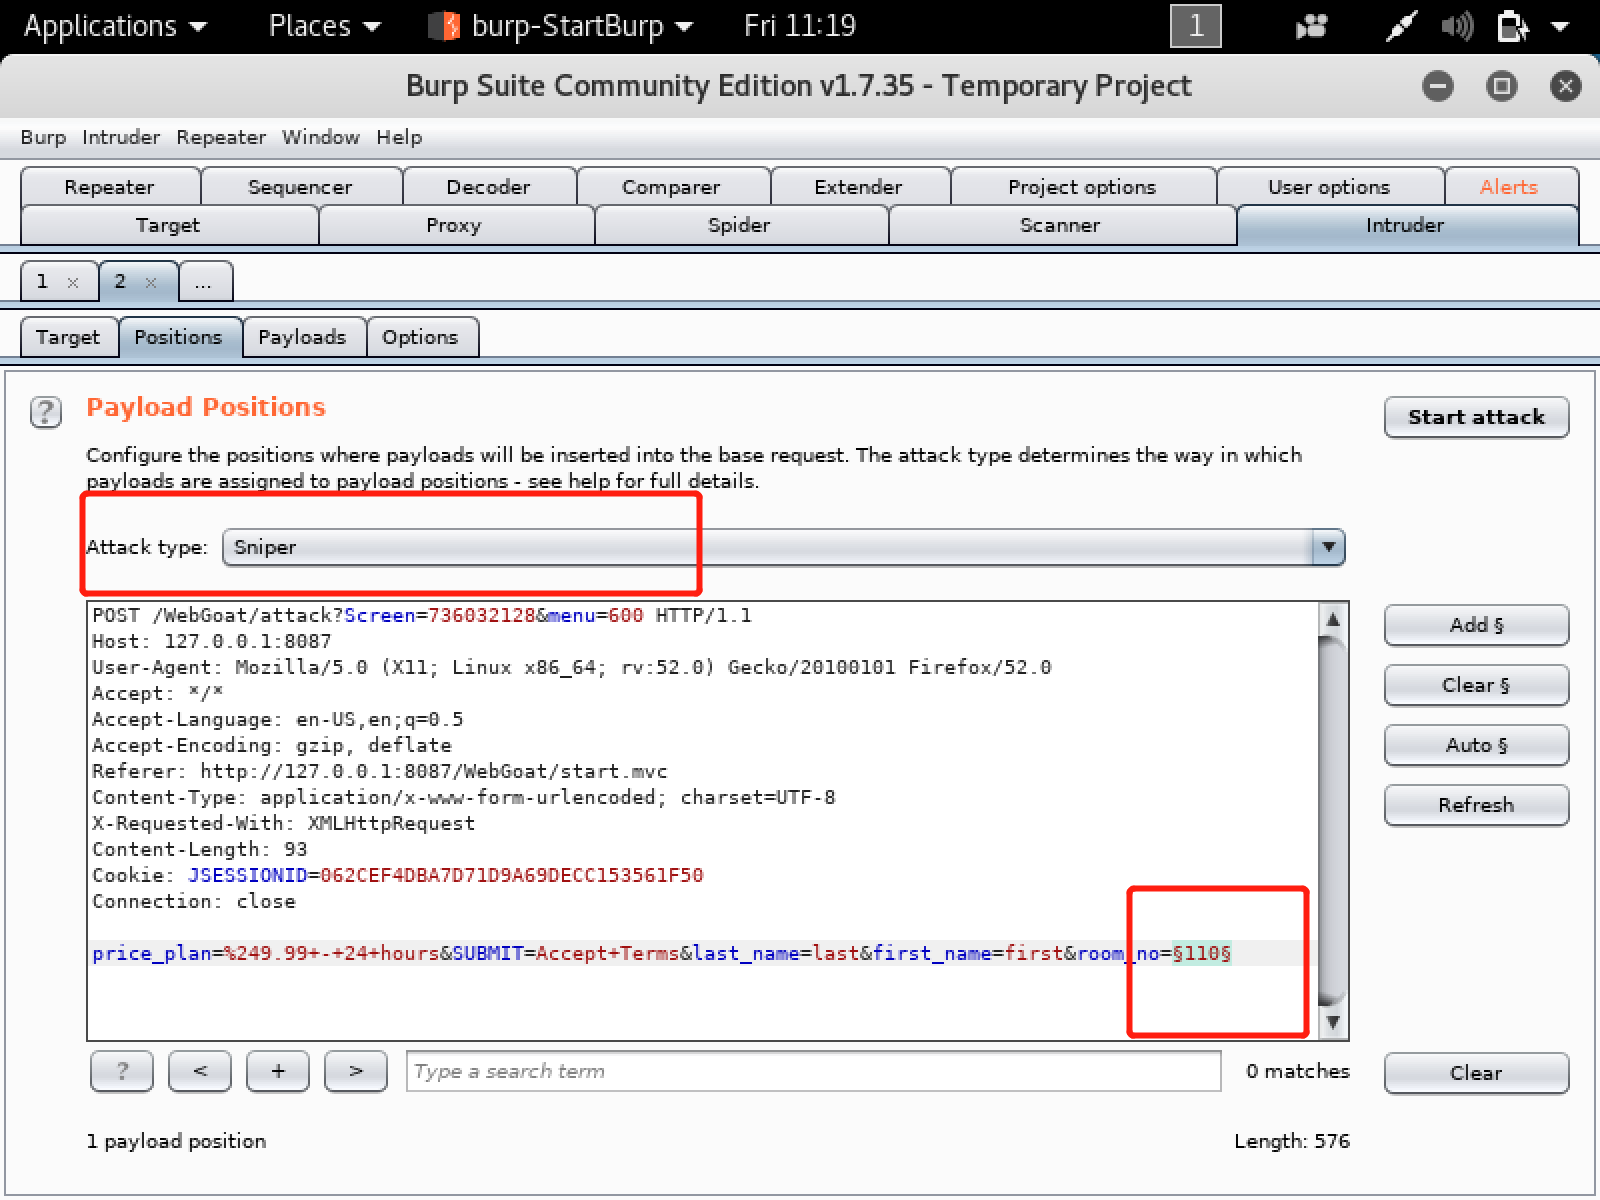 Applications Places burp-StartBurp Fri 11:19 1
Burp Suite Community Edition v1.7.35 - Temporary Project
Burp Intruder Repeater Window Help
Repeater Sequencer Decoder Comparer Extender Project options User options Alerts
Target Proxy Spider Scanner Intruder
1 × 2 × ...
Target Positions Payloads Options
? Payload Positions Start attack
Configure the positions where payloads will be inserted into the base request. The attack type determines the way in which
payloads are assigned to payload positions - see help for full details.
Attack type: Sniper
POST /WebGoat/attack?Screen=736032128&menu=600 HTTP/1.1
Host: 127.0.0.1:8087
User-Agent: Mozilla/5.0 (X11; Linux x86_64; rv:52.0) Gecko/20100101 Firefox/52.0
Accept: */*
Accept-Language: en-US,en;q=0.5
Accept-Encoding: gzip, deflate
Referer: http://127.0.0.1:8087/WebGoat/start.mvc
Content-Type: application/x-www-form-urlencoded; charset=UTF-8
X-Requested-With: XMLHttpRequest
Content-Length: 93
Cookie: JSESSIONID=062CEF4DBA7D71D9A69DECC153561F50
Connection: close
price_plan=%249.99+-+24+hours&SUBMIT=Accept+Terms&last_name=last&first_name=first&room_no=§110§
Add §
Clear §
Auto §
Refresh
? < + > Type a search term 0 matches Clear
1 payload position Length: 576